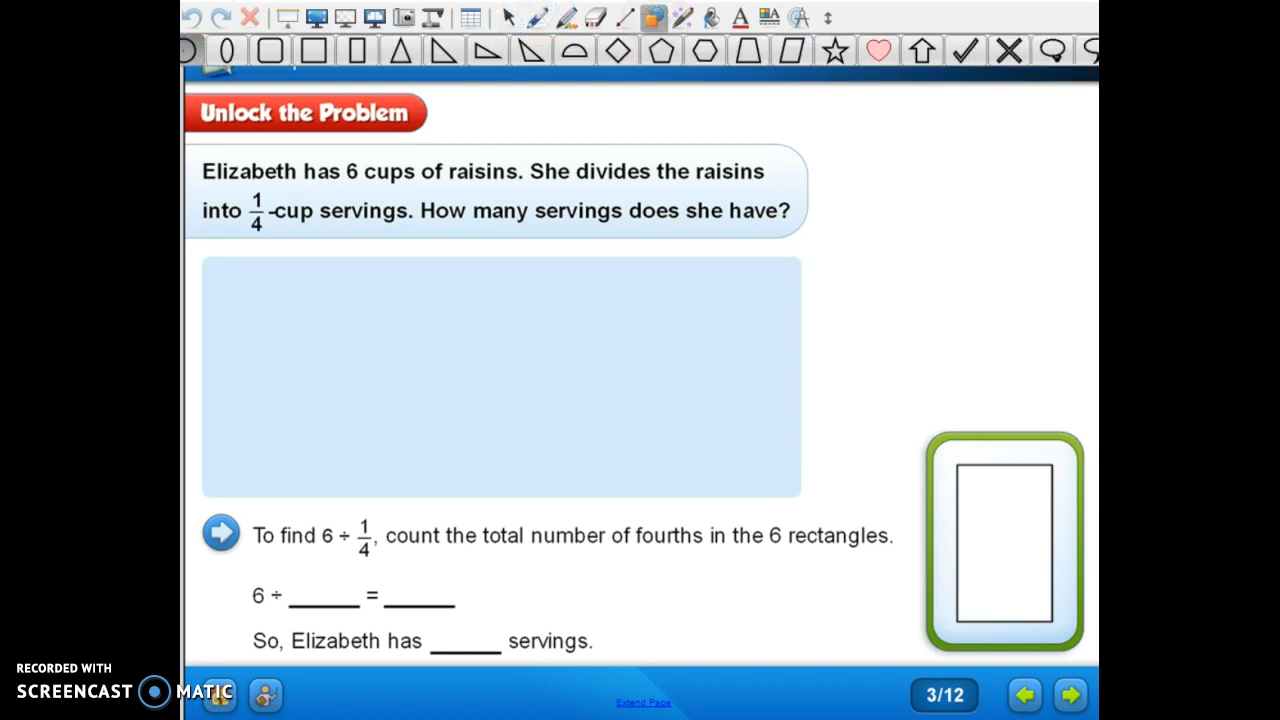 Unlock the Problem
Elizabeth has 6 cups of raisins. She divides the raisins
into 1/4-cup servings. How many servings does she have?
To find 6 ÷ 1/4, count the total number of fourths in the 6 rectangles.
6 ÷ ______ = ______
So, Elizabeth has ______ servings.
RECORDED WITH
SCREENCAST MATIC
Extend Page
3/12